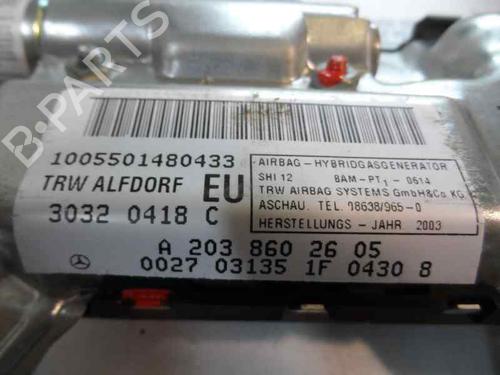 B-PARTS
1005501480433
TRW ALFDORF EU
3032 0418 C
AIRBAG - HYBRIDGASGENERATOR
SHI 12 BAM-PT1 - 0614
TRW AIRBAG SYSTEMS GmbH&Co KG
ASCHAU. TEL. 08638/965-0
HERSTELLUNGS - JAHR 2003
A 203 860 26 05
0027 03135 1F 0430 8